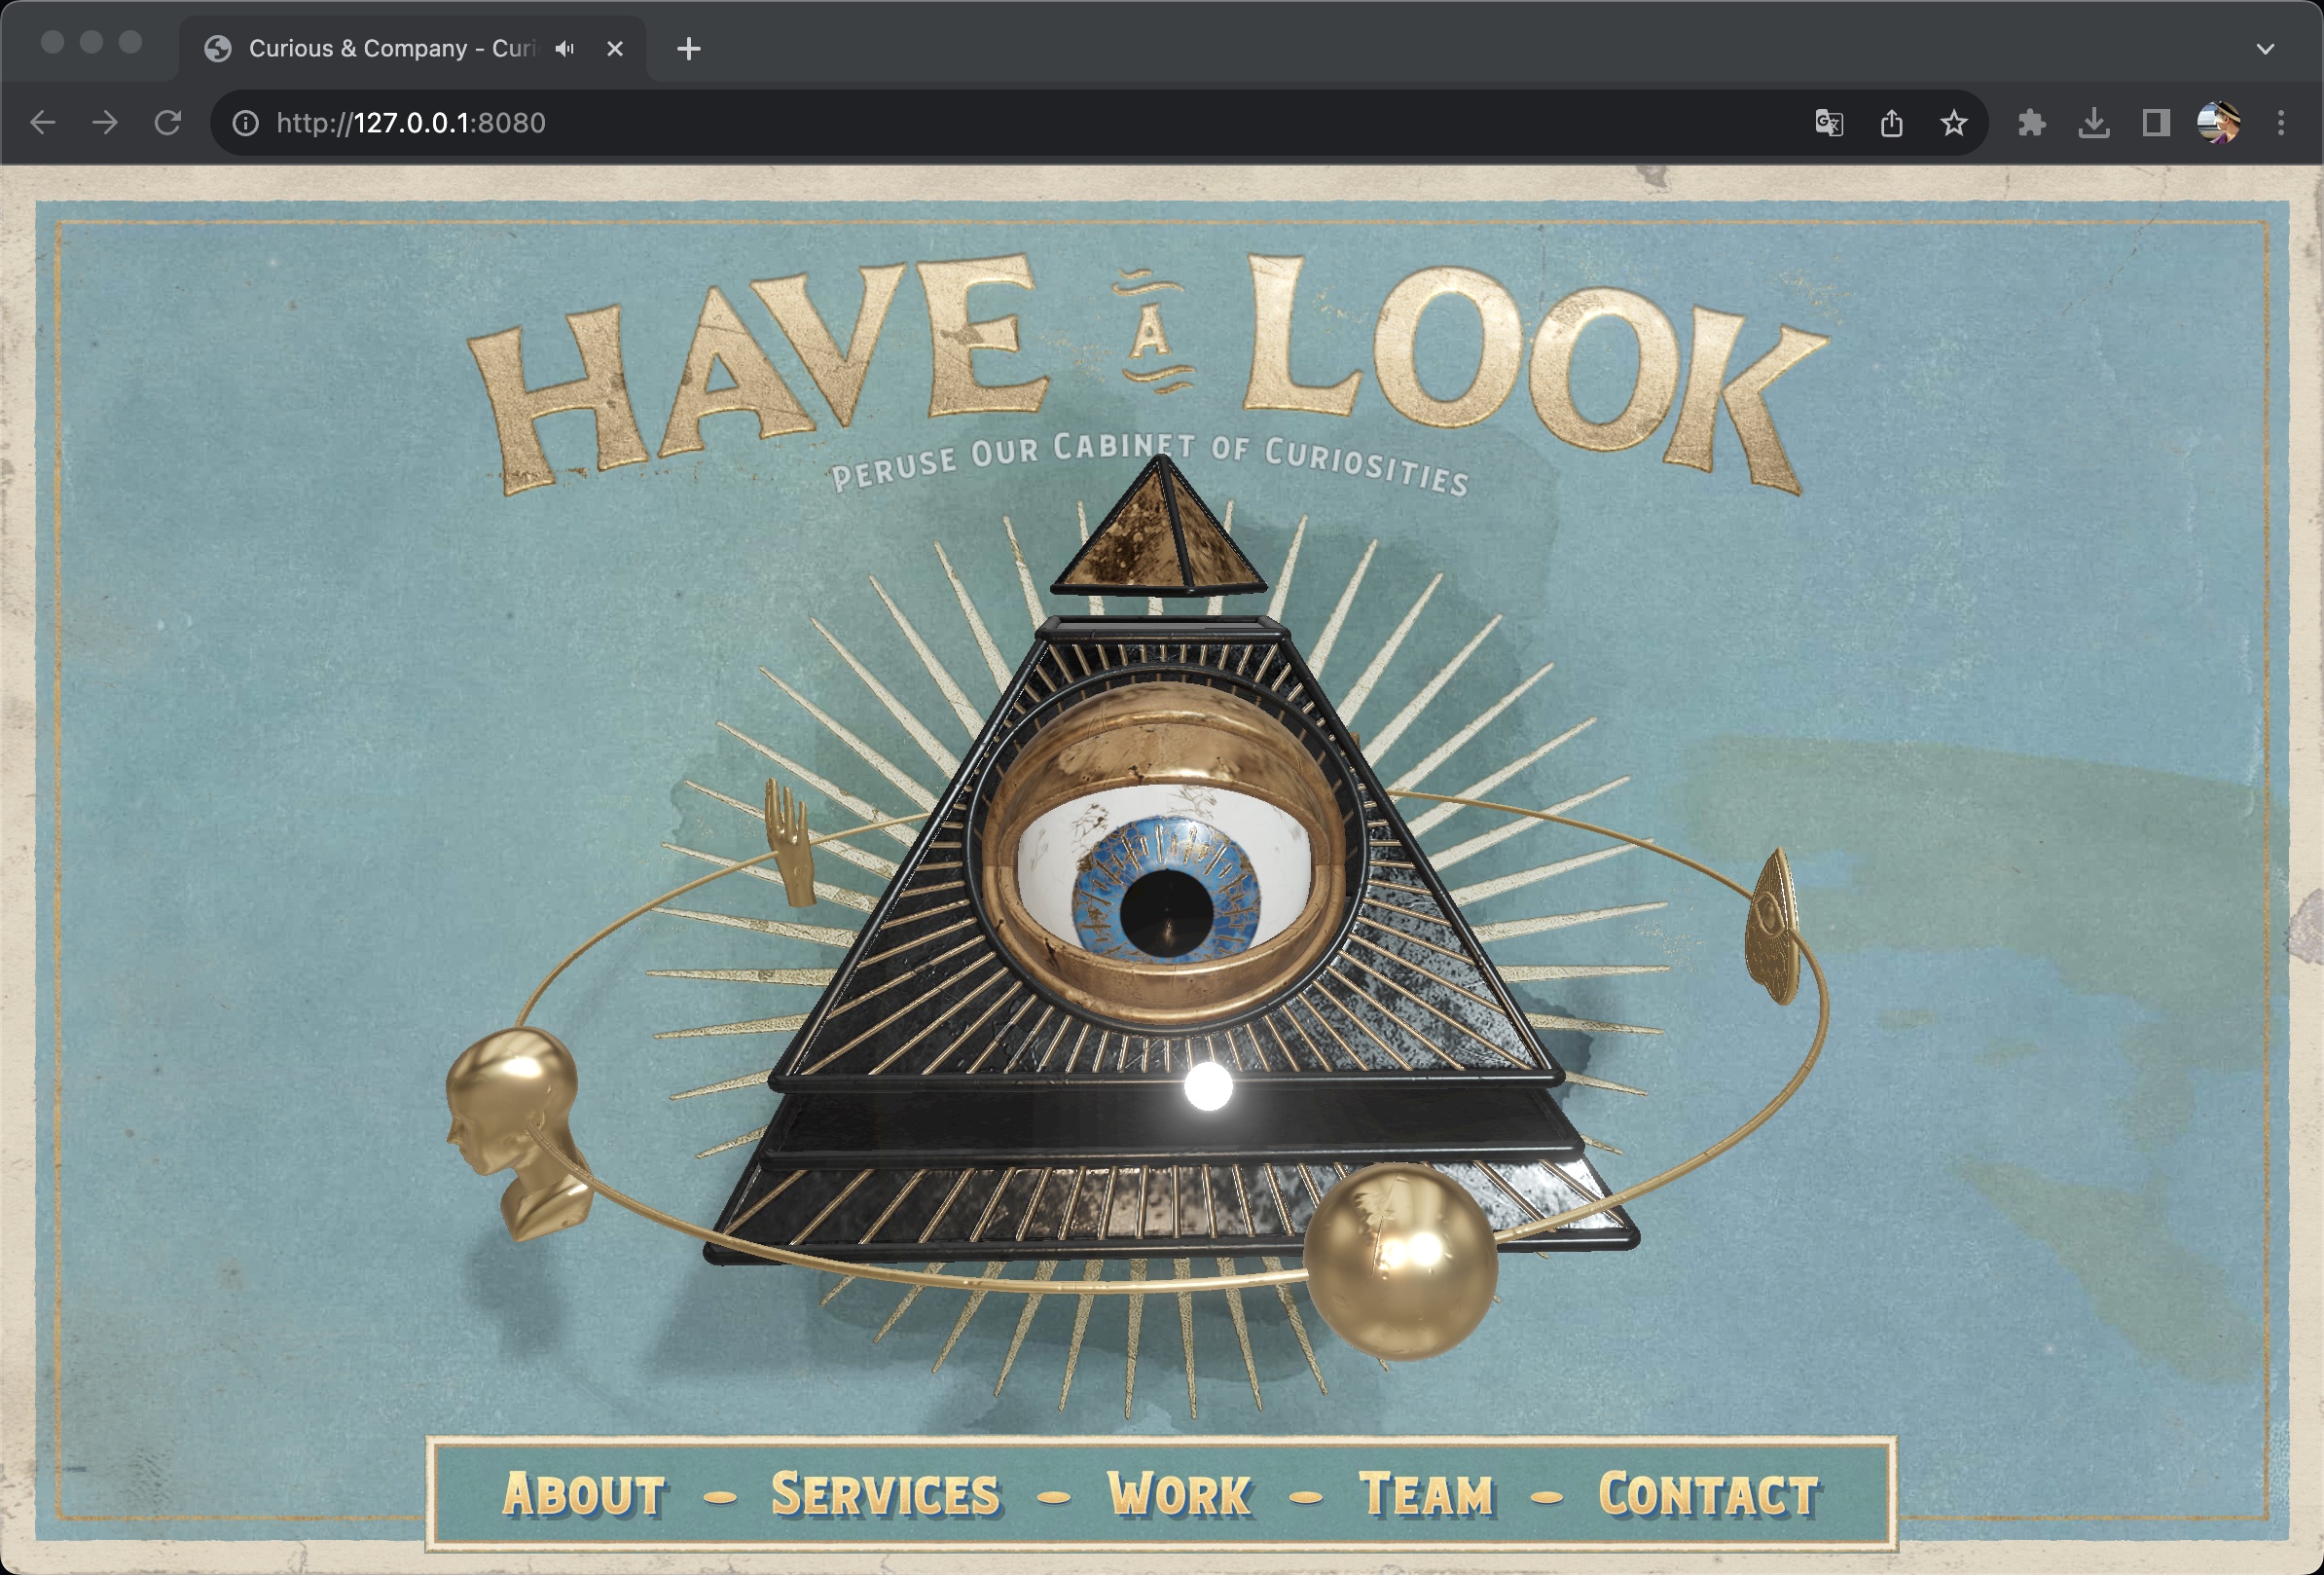 Curious & Company - Curi
http://127.0.0.1:8080
HAVE A LOOK
PERUSE OUR CABINET OF CURIOSITIES
ABOUT - SERVICES - WORK - TEAM - CONTACT